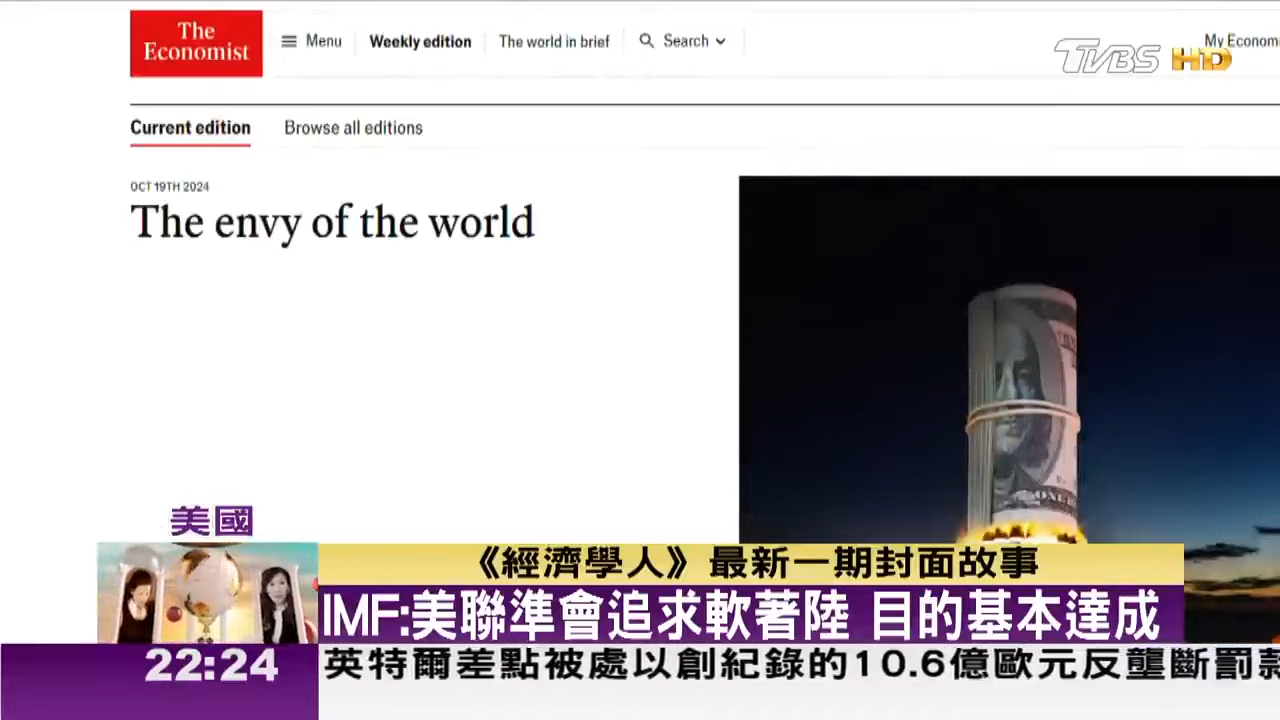 The
Economist
Menu
Weekly edition
The world in brief
Search
My Econom
TVBS HD
Current edition
Browse all editions
OCT 19TH 2024
The envy of the world
美國
《經濟學人》最新一期封面故事
IMF:美聯準會追求軟著陸 目的基本達成
22:24
英特爾差點被處以創紀錄的10.6億歐元反壟斷罰款